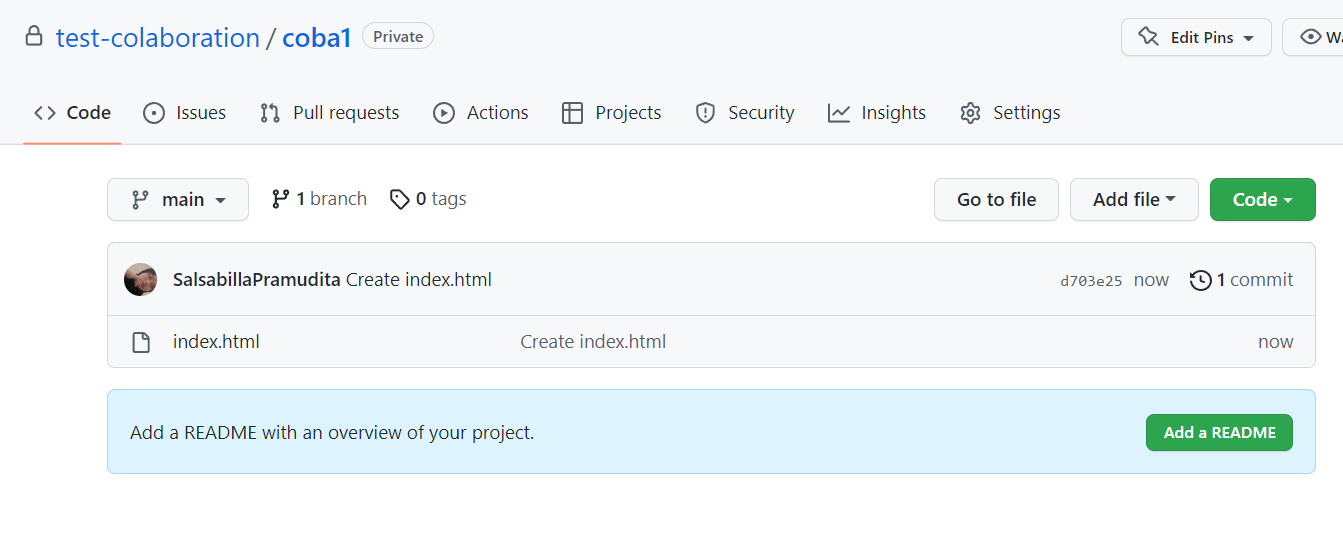 test-colaboration / coba1 Private Edit Pins
Code Issues Pull requests Actions Projects Security Insights Settings
main 1 branch 0 tags Go to file Add file Code
SalsabillaPramudita Create index.html d703e25 now 1 commit
index.html Create index.html now
Add a README with an overview of your project. Add a README